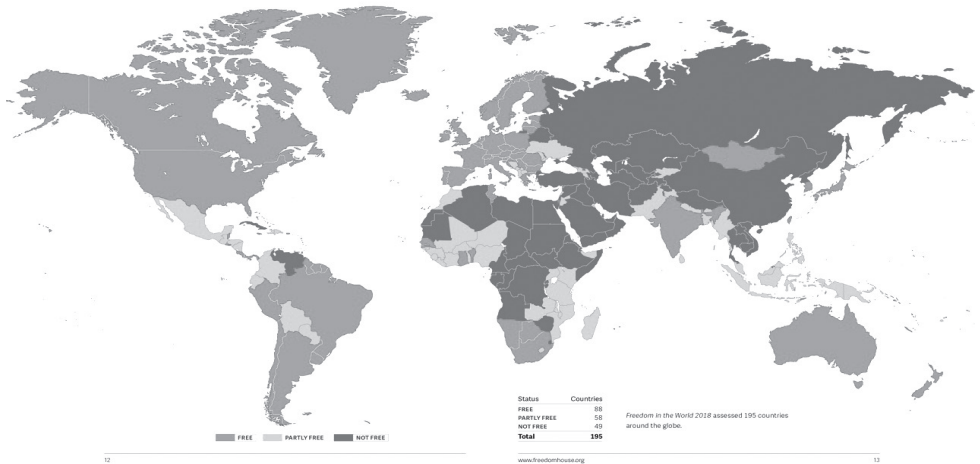 FREE PARTLY FREE NOT FREE
Status Countries
FREE 88
PARTLY FREE 58
NOT FREE 49
Total 195
Freedom in the World 2018 assessed 195 countries
around the globe.
12
www.freedomhouse.org 13